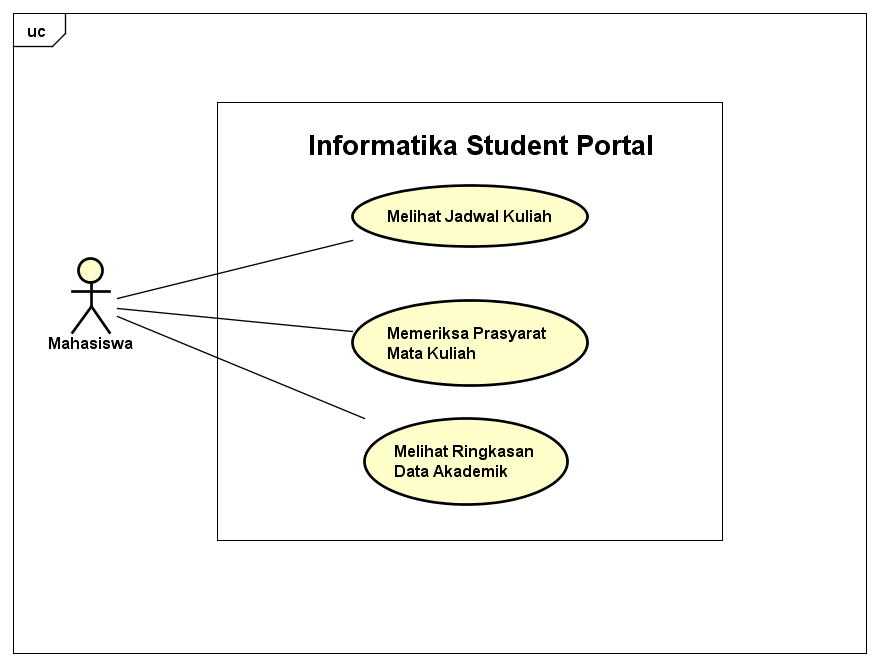 uc
Informatika Student Portal
Melihat Jadwal Kuliah
Memeriksa Prasyarat
Mata Kuliah
Mahasiswa
Melihat Ringkasan
Data Akademik